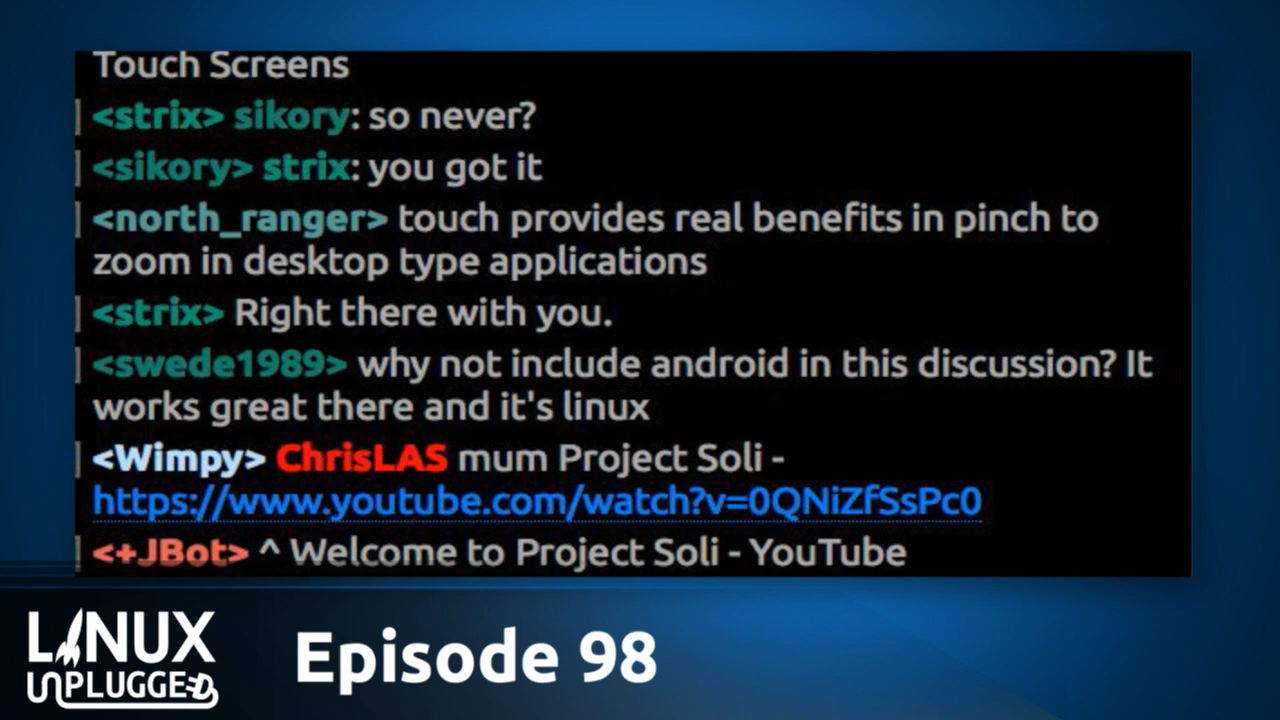 Touch Screens
<strix> sikory: so never?
<sikory> strix: you got it
<north_ranger> touch provides real benefits in pinch to
zoom in desktop type applications
<strix> Right there with you.
<swede1989> why not include android in this discussion? It
works great there and it's linux
<Wimpy> ChrisLAS mum Project Soli -
https://www.youtube.com/watch?v=0QNiZfSsPc0
<+JBot> ^ Welcome to Project Soli - YouTube
LINUX
UNPLUGGED
Episode 98